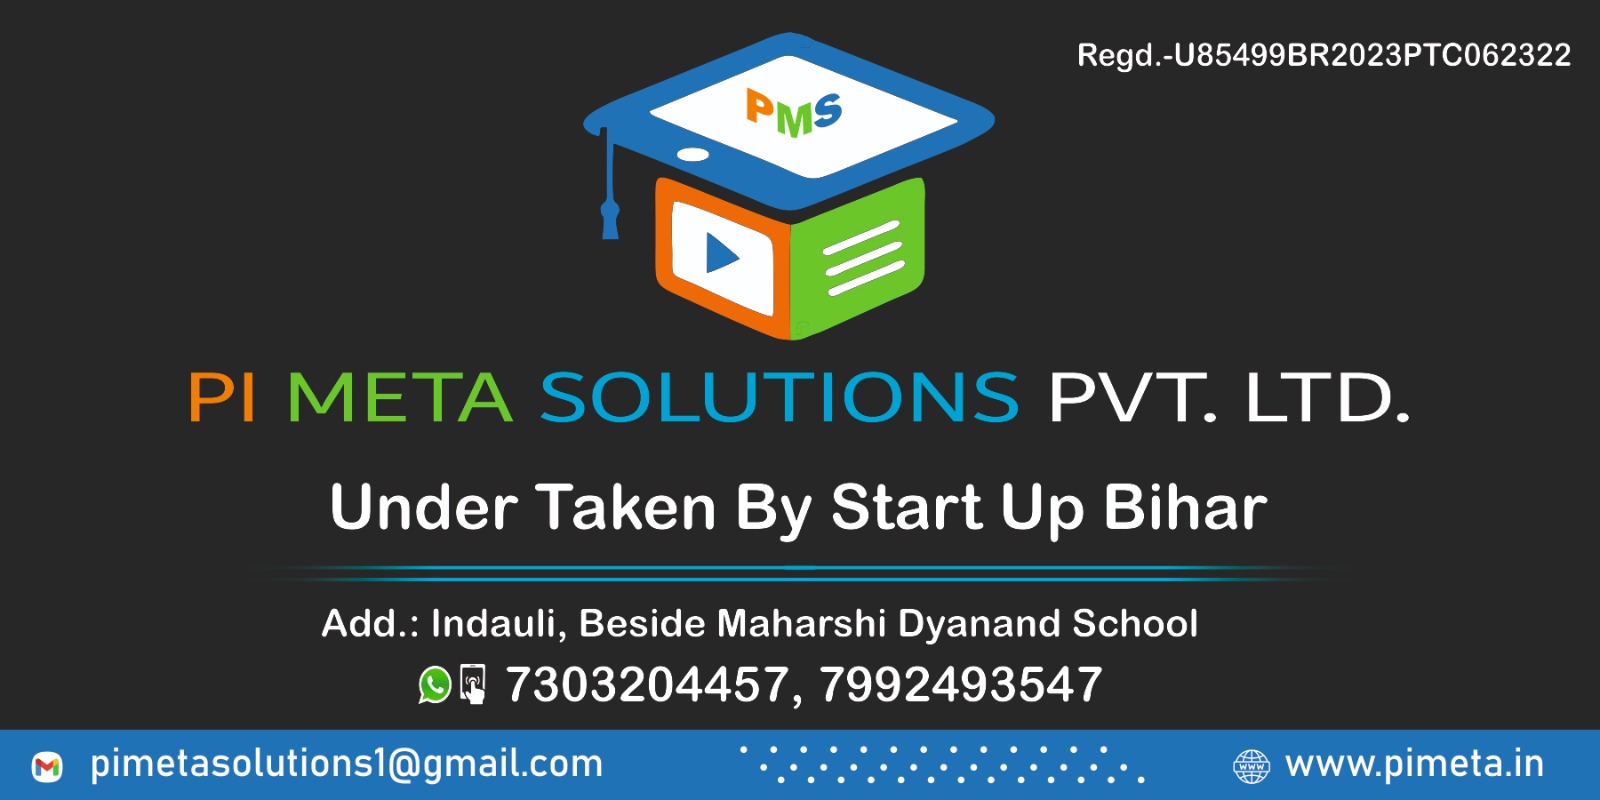 Regd.-U85499BR2023PTC062322
PMS
PI META SOLUTIONS PVT. LTD.
Under Taken By Start Up Bihar
Add.: Indauli, Beside Maharshi Dyanand School
7303204457, 7992493547
pimetasolutions1@gmail.com
www
www.pimeta.in